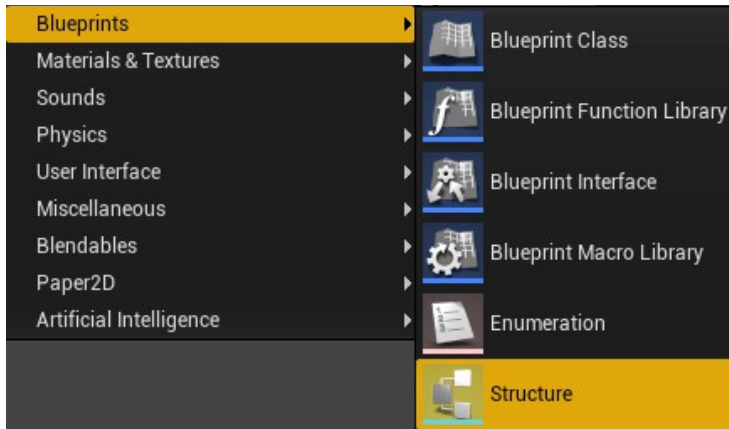 Blueprints
Materials & Textures
Sounds
Physics
User Interface
Miscellaneous
Blendables
Paper2D
Artificial Intelligence
Blueprint Class
Blueprint Function Library
Blueprint Interface
Blueprint Macro Library
Enumeration
Structure